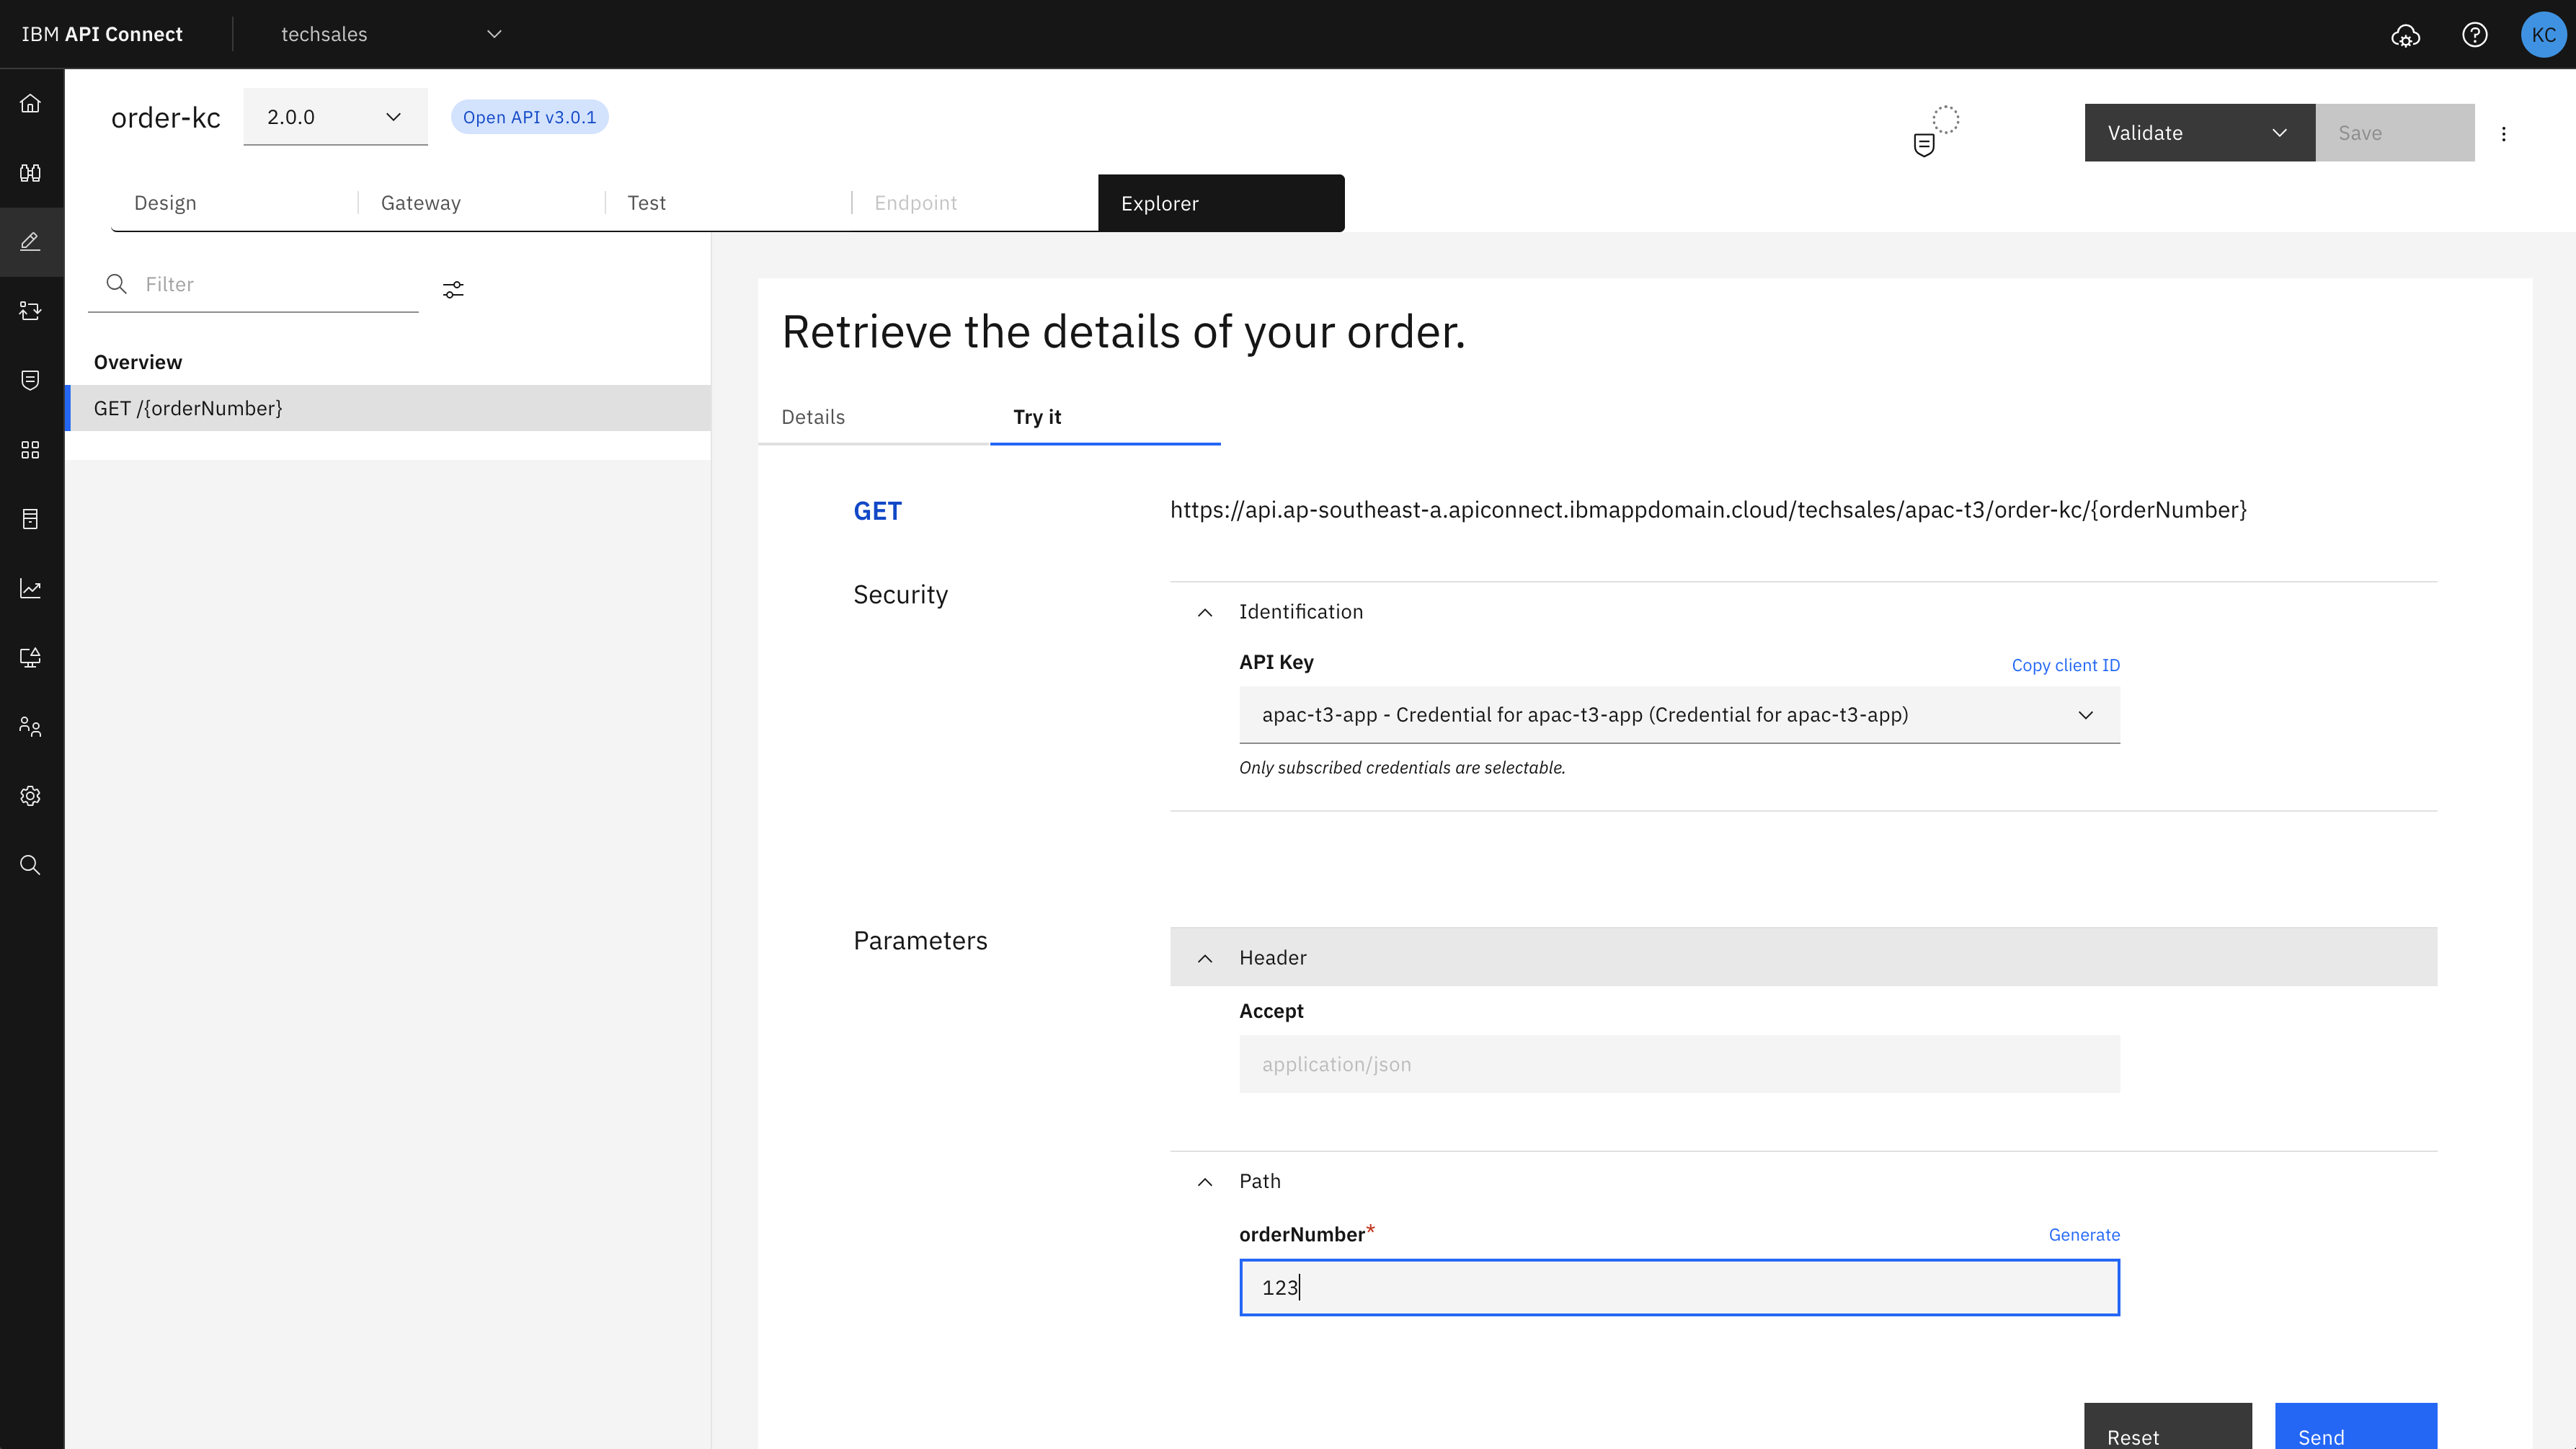 IBM API Connect
techsales
KC
order-kc
2.0.0
Open API v3.0.1
Validate
Save
Design
Gateway
Test
Endpoint
Explorer
Filter
Overview
GET /{orderNumber}
Retrieve the details of your order.
Details
Try it
GET
https://api.ap-southeast-a.apiconnect.ibmappdomain.cloud/techsales/apac-t3/order-kc/{orderNumber}
Security
Identification
API Key
Copy client ID
apac-t3-app - Credential for apac-t3-app (Credential for apac-t3-app)
Only subscribed credentials are selectable.
Parameters
Header
Accept
application/json
Path
orderNumber*
Generate
123
Reset
Send